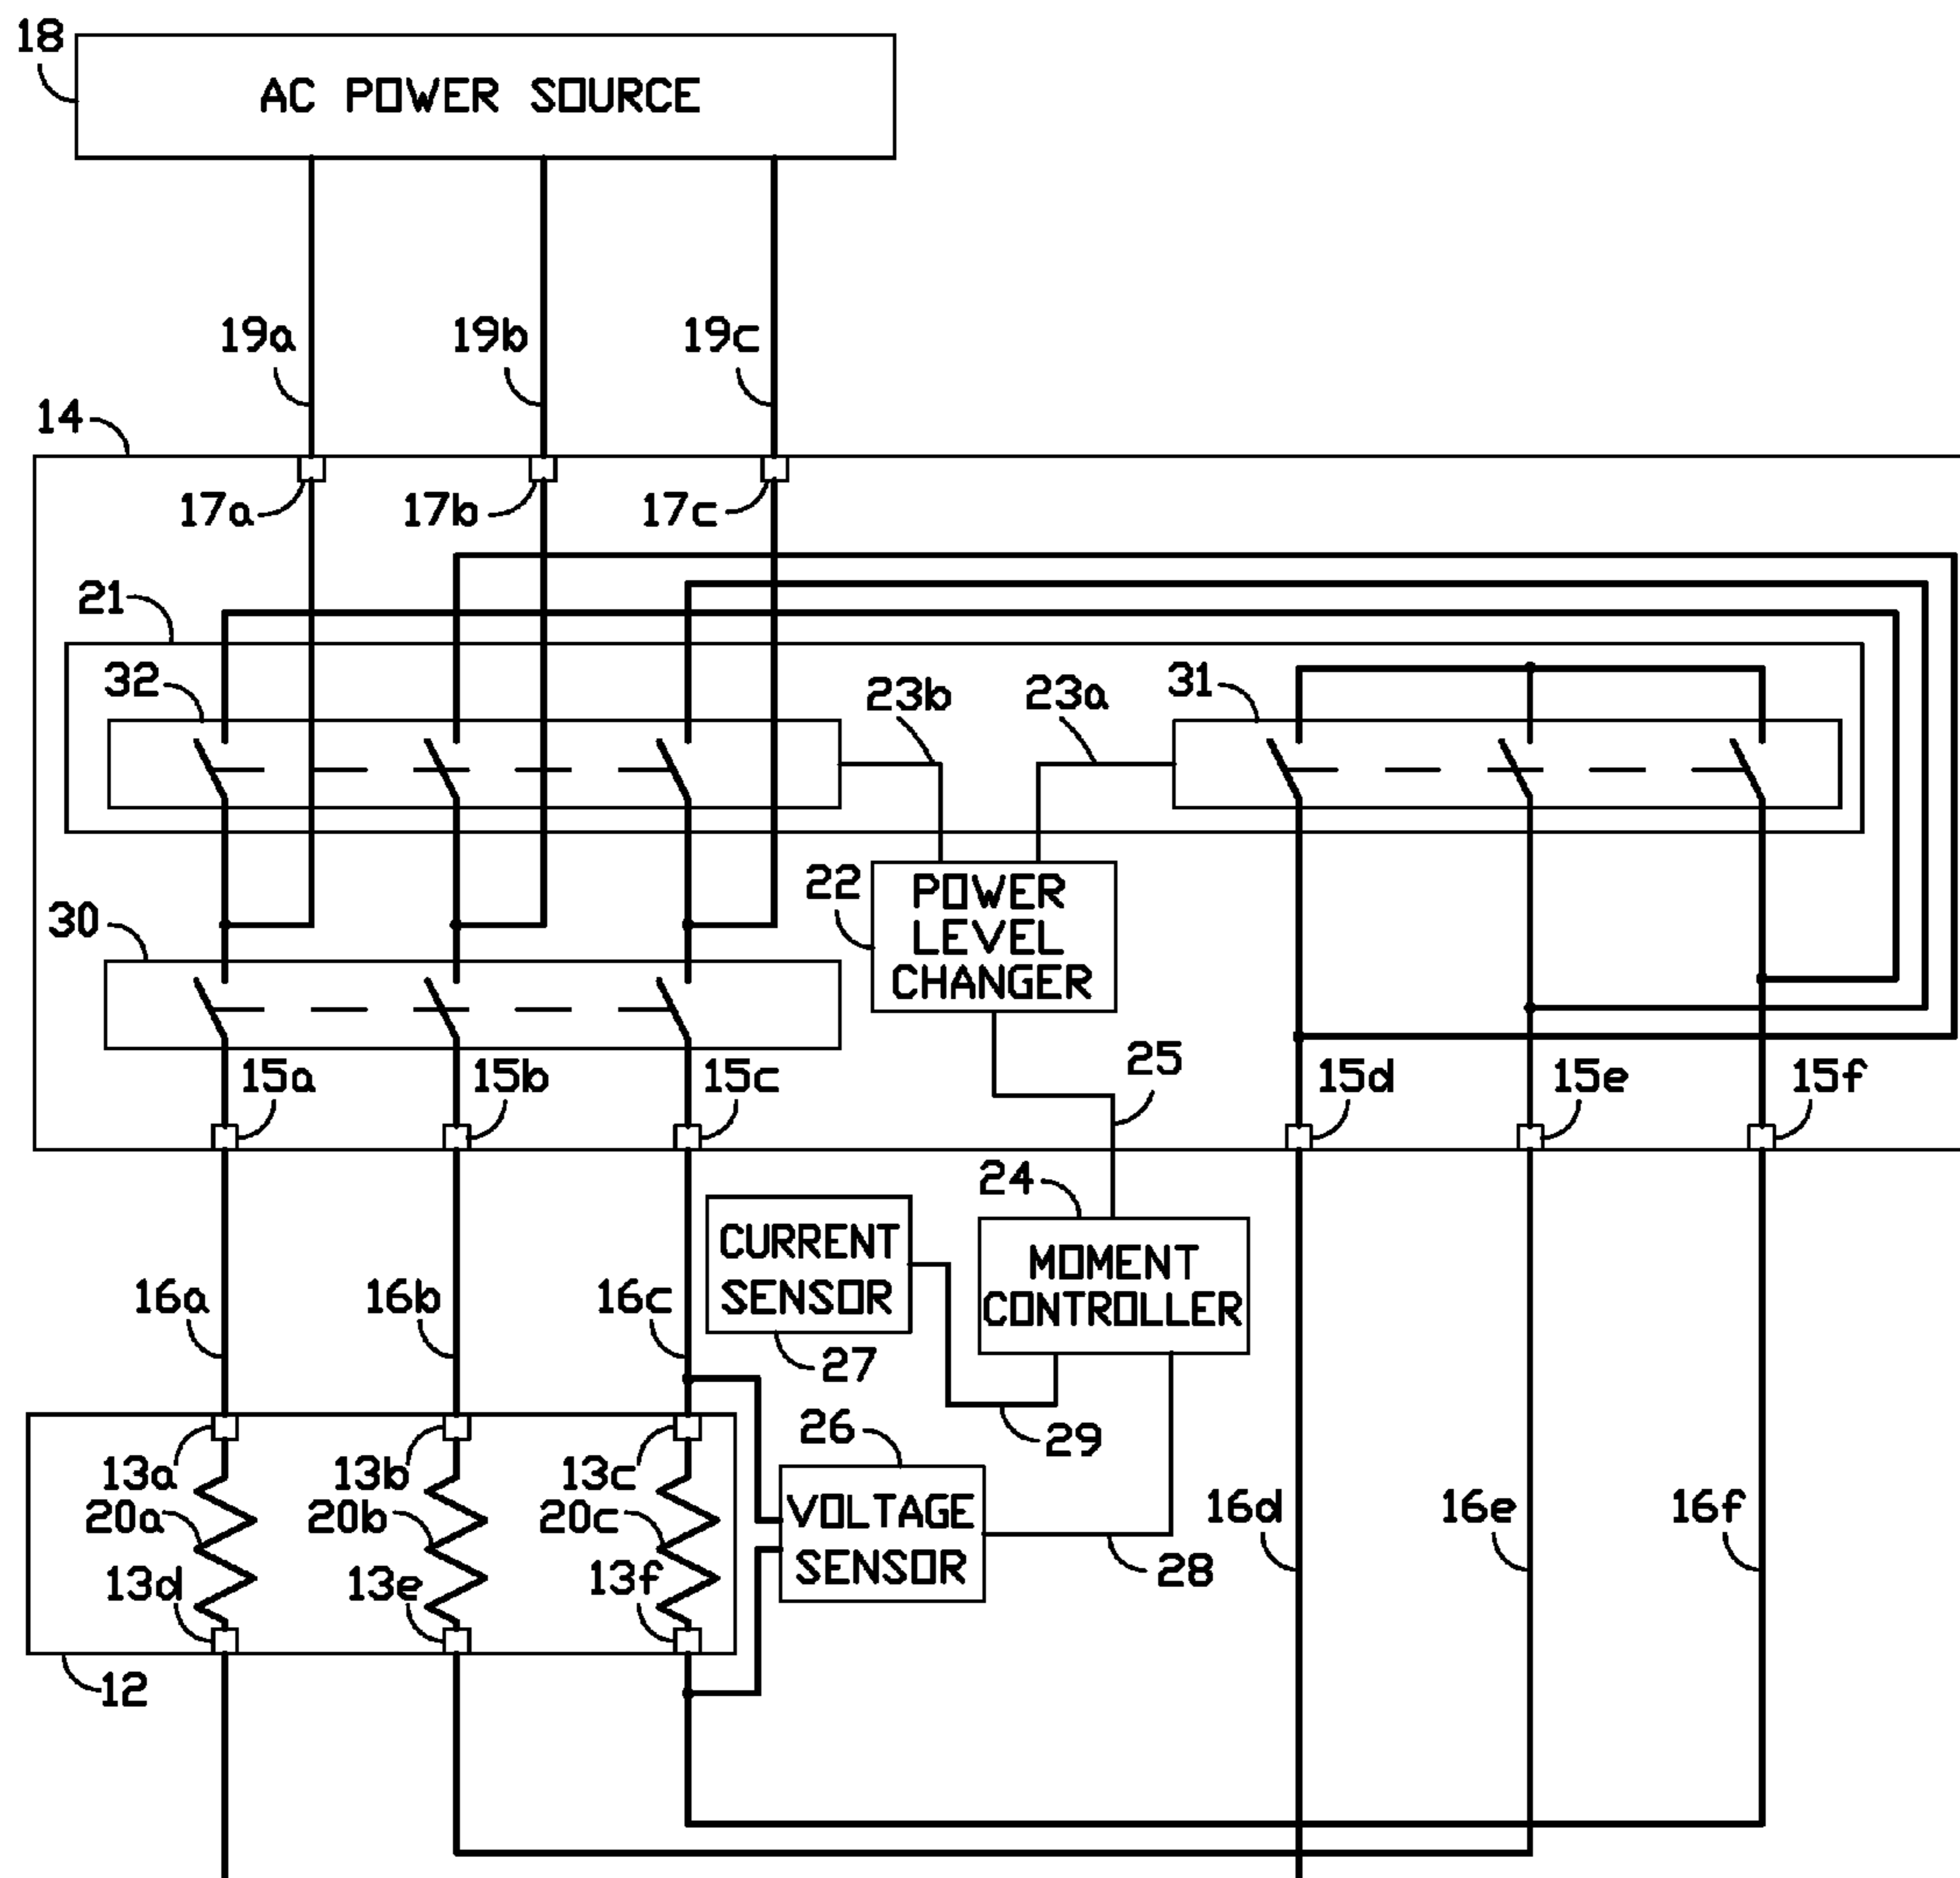 18
AC POWER SOURCE
19a 19b 19c
14
17a 17b 17c
21
32 23b 23a 31
22 POWER
LEVEL
CHANGER
30
25
15a 15b 15c 15d 15e 15f
24
CURRENT
SENSOR
MOMENT
CONTROLLER
16a 16b 16c
27
29
26
13a 13b 13c
20a 20b 20c
VOLTAGE
SENSOR
16d 16e 16f
13d 13e 13f
28
12